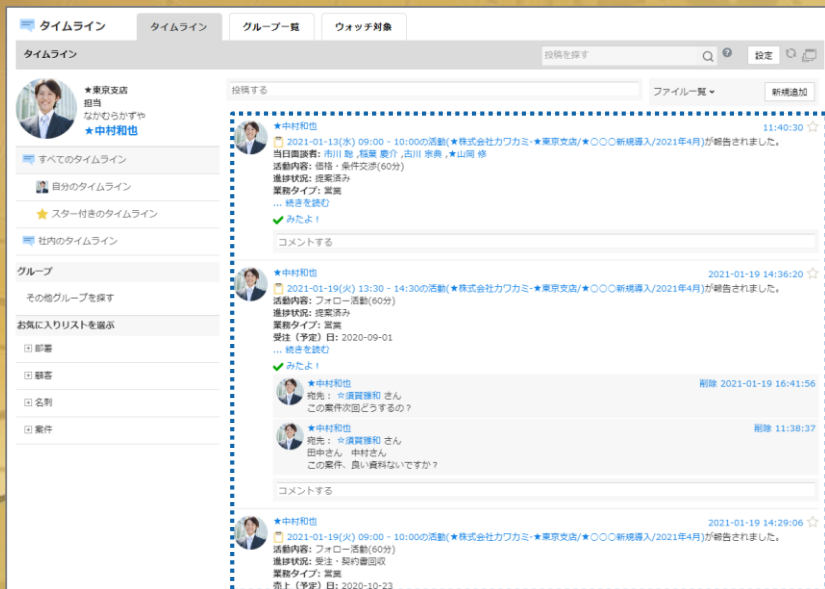 タイムライン
タイムライン
グループ一覧
ウォッチ対象
タイムライン
投稿を探す
設定
★東京支店
担当
なかむらかずや
★中村和也
すべてのタイムライン
自分のタイムライン
スター付きのタイムライン
社内のタイムライン
グループ
その他グループを探す
お気に入りリストを選ぶ
部署
顧客
名刺
案件
投稿する
ファイル一覧
新規追加
★中村和也 11:40:30
2021-01-13(水) 09:00 - 10:00の活動(★株式会社カワカミ-★東京支店/★〇〇〇新規導入/2021年4月)が報告されました。
当日面談者: 市川 聡 ,稲葉 慶介 ,古川 宗典 ,★山岡 修
活動内容: 価格・条件交渉(60分)
進捗状況: 提案済み
業務タイプ: 営業
... 続きを読む
みたよ！
コメントする
★中村和也 2021-01-19 14:36:20
2021-01-19(火) 13:30 - 14:30の活動(★株式会社カワカミ-★東京支店/★〇〇〇新規導入/2021年4月)が報告されました。
活動内容: フォロー活動(60分)
進捗状況: 提案済み
業務タイプ: 営業
受注（予定）日: 2020-09-01
... 続きを読む
みたよ！
★中村和也 削除 2021-01-19 16:41:56
宛先： ☆須賀雅和 さん
この案件次回どうするの？
★中村和也 削除 11:38:37
宛先： ☆須賀雅和 さん
田中さん　中村さん
この案件、良い資料ないですか？
コメントする
★中村和也 2021-01-19 14:29:06
2021-01-19(火) 09:00 - 10:00の活動(★株式会社カワカミ-★東京支店/★〇〇〇新規導入/2021年4月)が報告されました。
活動内容: フォロー活動(60分)
進捗状況: 受注・契約書回収
業務タイプ: 営業
売上（予定）日: 2020-10-23